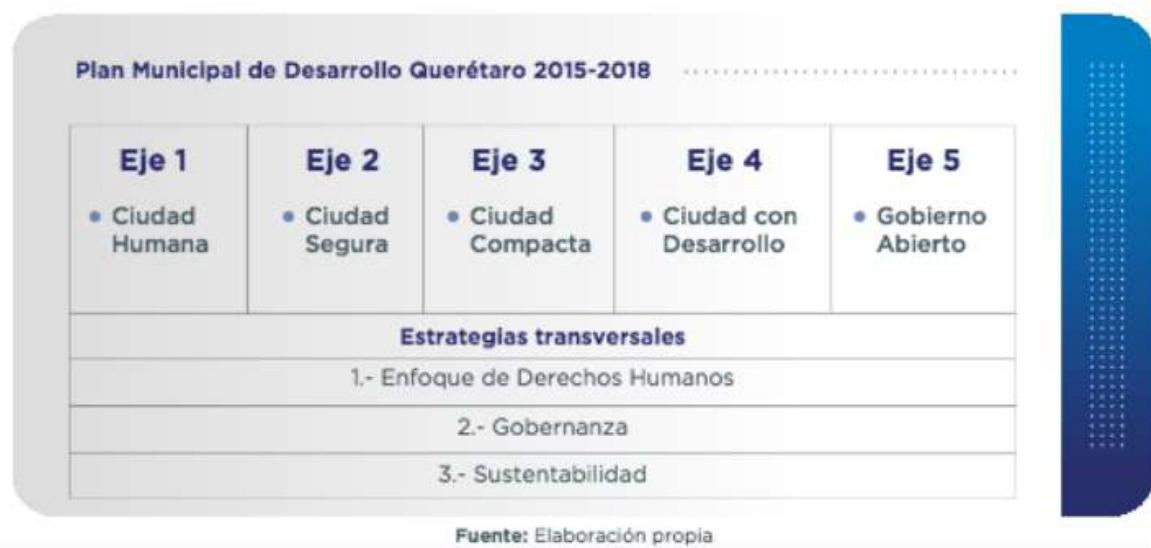 Plan Municipal de Desarrollo Querétaro 2015-2018
Eje 1
• Ciudad
Humana
Eje 2
• Ciudad
Segura
Eje 3
• Ciudad
Compacta
Eje 4
• Ciudad con
Desarrollo
Eje 5
• Gobierno
Abierto
Estrategias transversales
1.- Enfoque de Derechos Humanos
2.- Gobernanza
3.- Sustentabilidad
Fuente: Elaboración propia